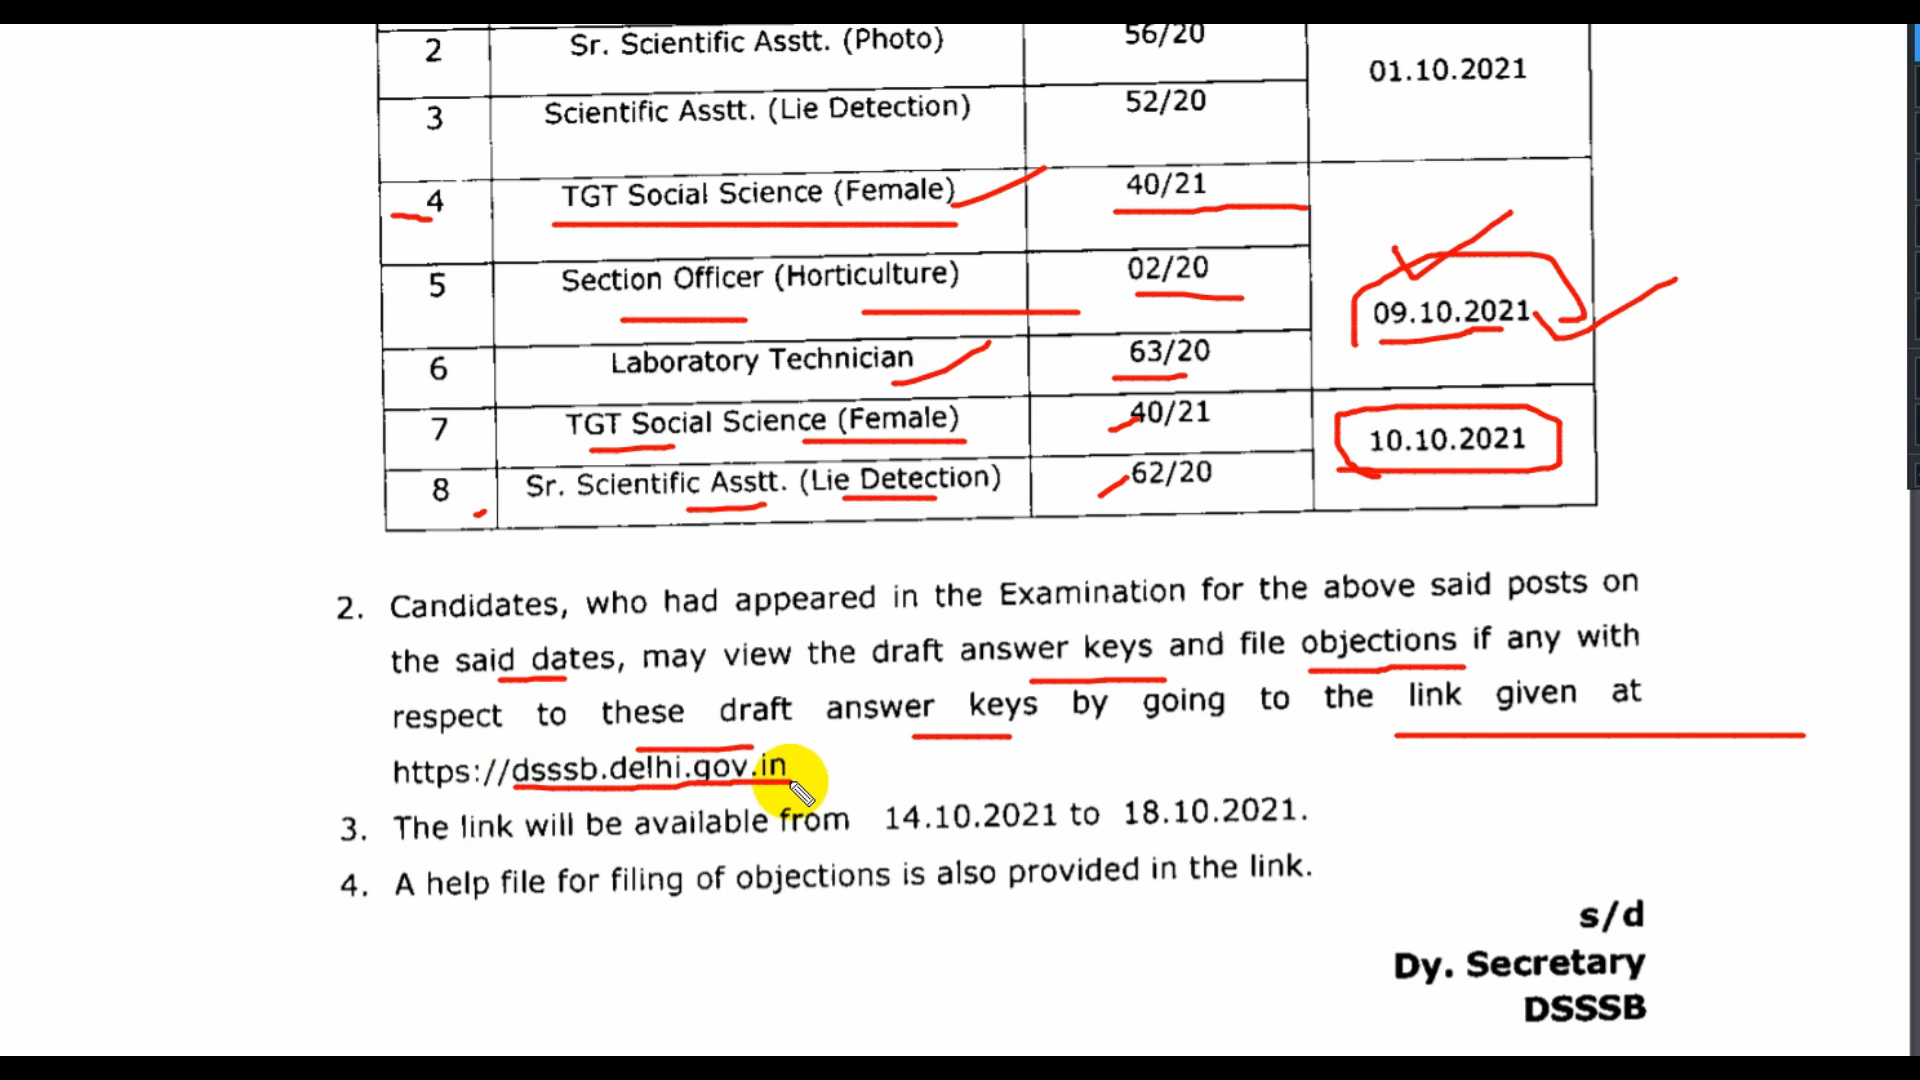 2 Sr. Scientific Asstt. (Photo) 56/20 01.10.2021
3 Scientific Asstt. (Lie Detection) 52/20
4 TGT Social Science (Female) 40/21 09.10.2021
5 Section Officer (Horticulture) 02/20
6 Laboratory Technician 63/20
7 TGT Social Science (Female) 40/21 10.10.2021
8 Sr. Scientific Asstt. (Lie Detection) 62/20
2. Candidates, who had appeared in the Examination for the above said posts on
the said dates, may view the draft answer keys and file objections if any with
respect to these draft answer keys by going to the link given at
https://dsssb.delhi.gov.in
3. The link will be available from 14.10.2021 to 18.10.2021.
4. A help file for filing of objections is also provided in the link.
s/d
Dy. Secretary
DSSSB